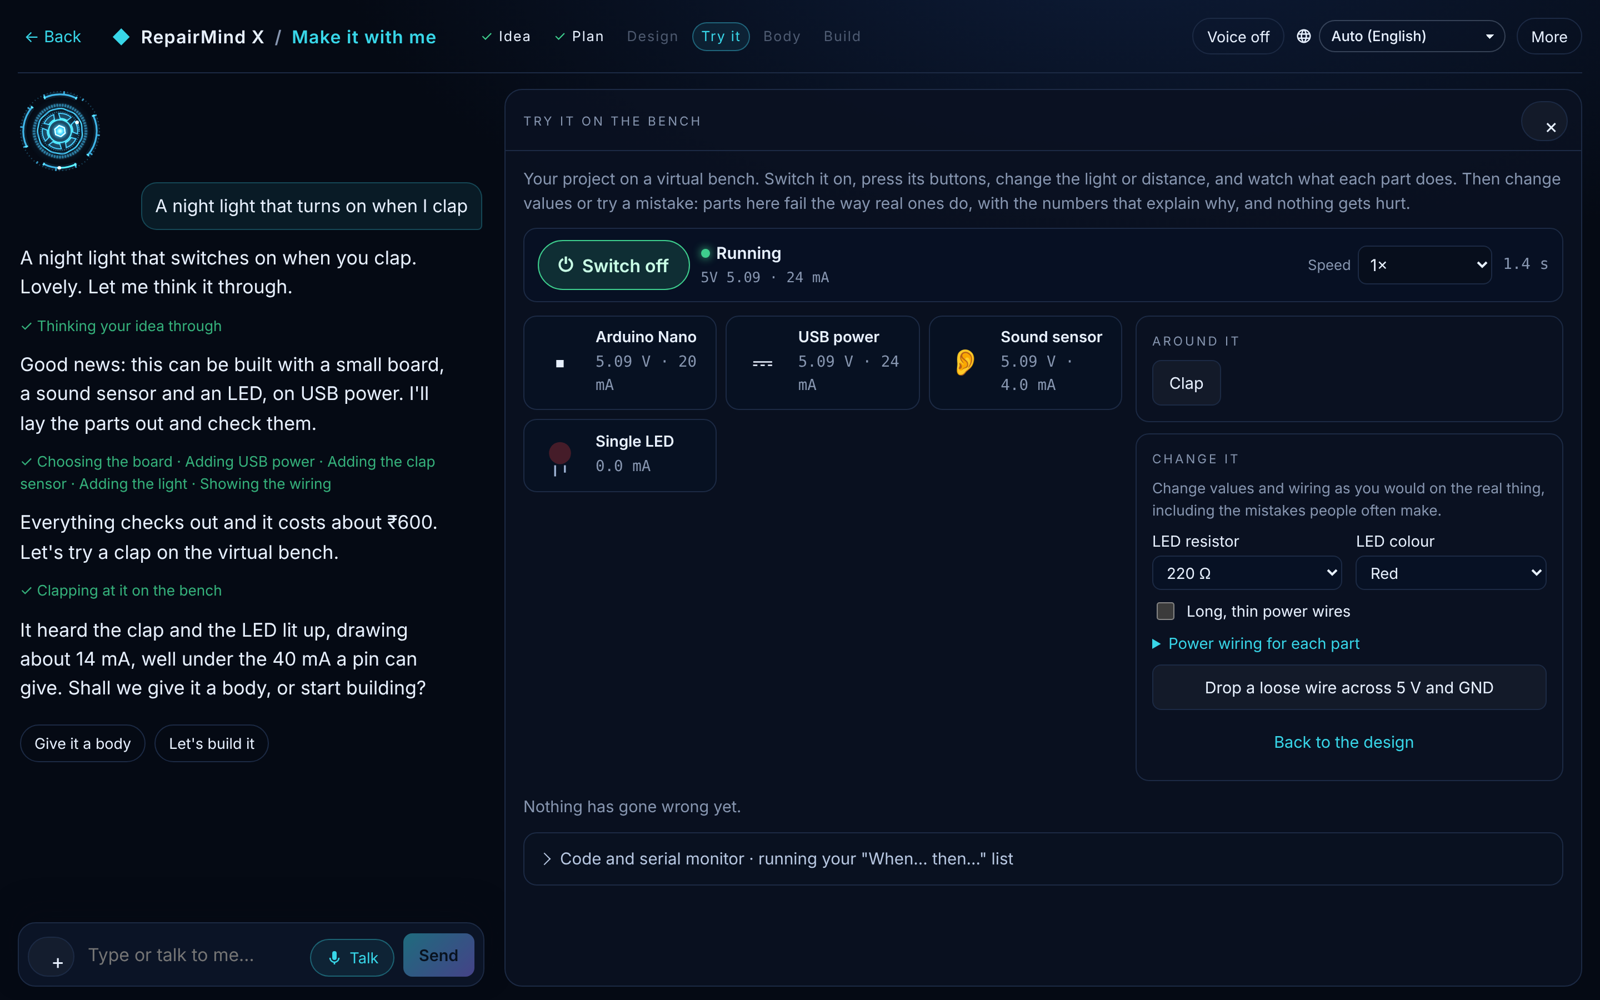 ← Back
RepairMind X / Make it with me
✓ Idea
✓ Plan
Design
Try it
Body
Build
Voice off
Auto (English)
More
A night light that turns on when I clap
A night light that switches on when you clap.
Lovely. Let me think it through.
✓ Thinking your idea through
Good news: this can be built with a small board,
a sound sensor and an LED, on USB power. I'll
lay the parts out and check them.
✓ Choosing the board · Adding USB power · Adding the clap
sensor · Adding the light · Showing the wiring
Everything checks out and it costs about ₹600.
Let's try a clap on the virtual bench.
✓ Clapping at it on the bench
It heard the clap and the LED lit up, drawing
about 14 mA, well under the 40 mA a pin can
give. Shall we give it a body, or start building?
Give it a body
Let's build it
+
Type or talk to me...
Talk
Send
TRY IT ON THE BENCH
×
Your project on a virtual bench. Switch it on, press its buttons, change the light or distance, and watch what each part does. Then change
values or try a mistake: parts here fail the way real ones do, with the numbers that explain why, and nothing gets hurt.
Switch off
Running
5V 5.09 · 24 mA
Speed
1×
1.4 s
Arduino Nano
5.09 V · 20
mA
USB power
5.09 V · 24
mA
Sound sensor
5.09 V ·
4.0 mA
Single LED
0.0 mA
AROUND IT
Clap
CHANGE IT
Change values and wiring as you would on the real thing,
including the mistakes people often make.
LED resistor
LED colour
220 Ω
Red
Long, thin power wires
Power wiring for each part
Drop a loose wire across 5 V and GND
Back to the design
Nothing has gone wrong yet.
Code and serial monitor · running your "When... then..." list